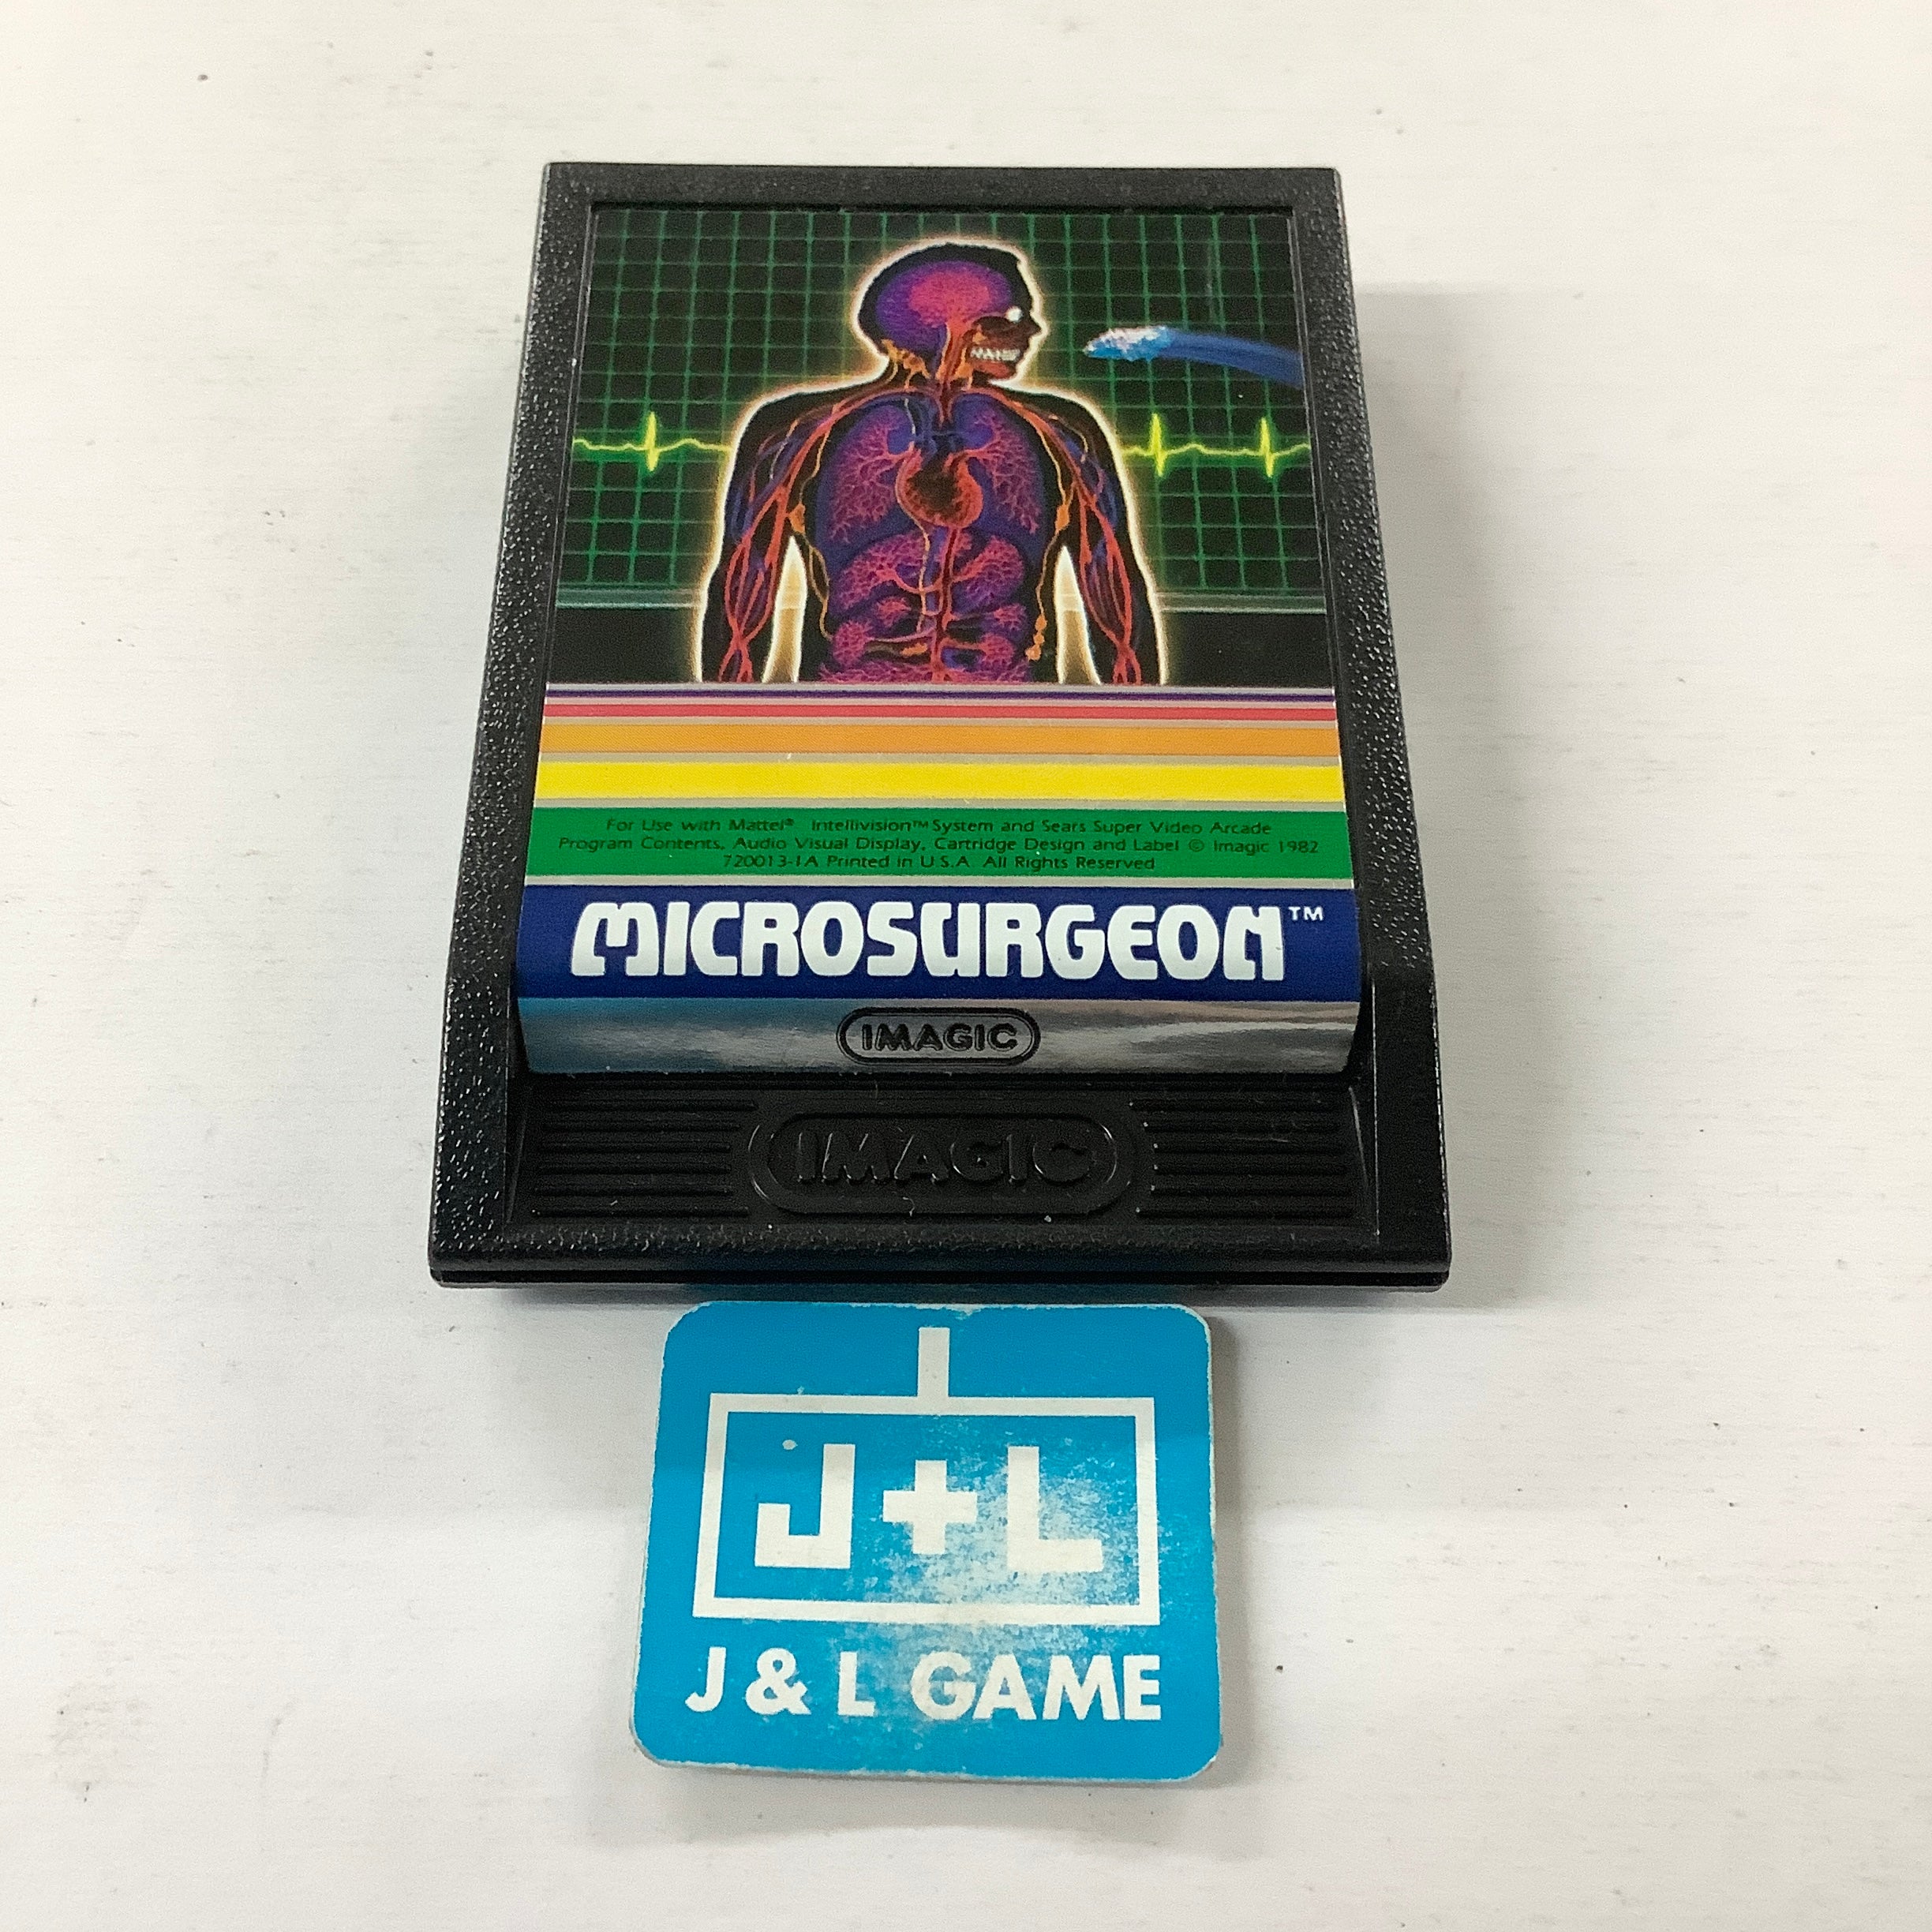 For Use with Mattel® Intellivision™ System and Sears Super Video Arcade
Program Contents, Audio Visual Display, Cartridge Design and Label © Imagic 1982
720013-1A Printed in U.S.A. All Rights Reserved
MICROSURGEON™
IMAGIC
IMAGIC
J+L
J & L GAME